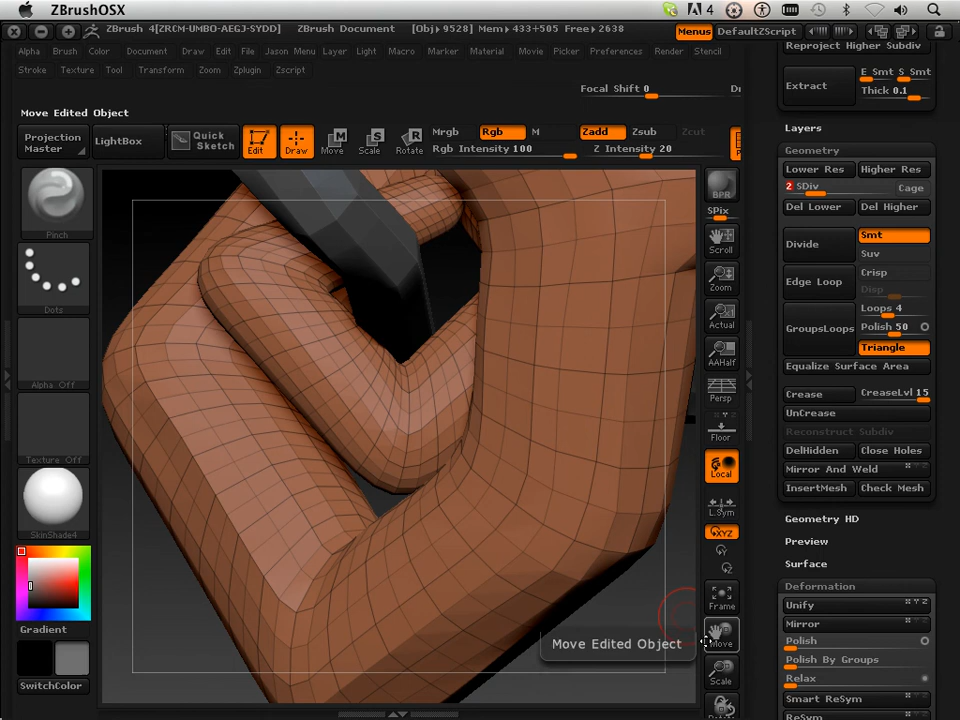 ZBrushOSX
4
ZBrush 4[ZRCM-UMBO-AEGJ-SYDD] ZBrush Document [Obj▸9528] Mem▸433+505 Free▸2638 Menus DefaultZScript
Alpha Brush Color Document Draw Edit File Jason Menu Layer Light Macro Marker Material Movie Picker Preferences Render Stencil
Stroke Texture Tool Transform Zoom Zplugin Zscript
Focal Shift 0
Move Edited Object
Projection Master
LightBox
Quick Sketch
Edit Draw Move Scale Rotate
Mrgb Rgb M Zadd Zsub Zcut
Rgb Intensity 100 Z Intensity 20
Pinch
Dots
Alpha Off
Texture Off
SkinShade4
Gradient
SwitchColor
BPR
SPix
Scroll
Zoom
Actual
AAHalf
Persp
Floor
Local
L.Sym
XYZ
Frame
Move
Scale
Move Edited Object
Reproject Higher Subdiv
Extract
E Smt S Smt
Thick 0.1
Layers
Geometry
Lower Res Higher Res
2 SDiv Cage
Del Lower Del Higher
Divide Smt
Suv
Edge Loop Crisp
Disp
GroupsLoops Loops 4
Polish 50
Triangle
Equalize Surface Area
Crease CreaseLvl 15
UnCrease
Reconstruct Subdiv
DelHidden Close Holes
Mirror And Weld
InsertMesh Check Mesh
Geometry HD
Preview
Surface
Deformation
Unify
Mirror
Polish
Polish By Groups
Relax
Smart ReSym
ReSym